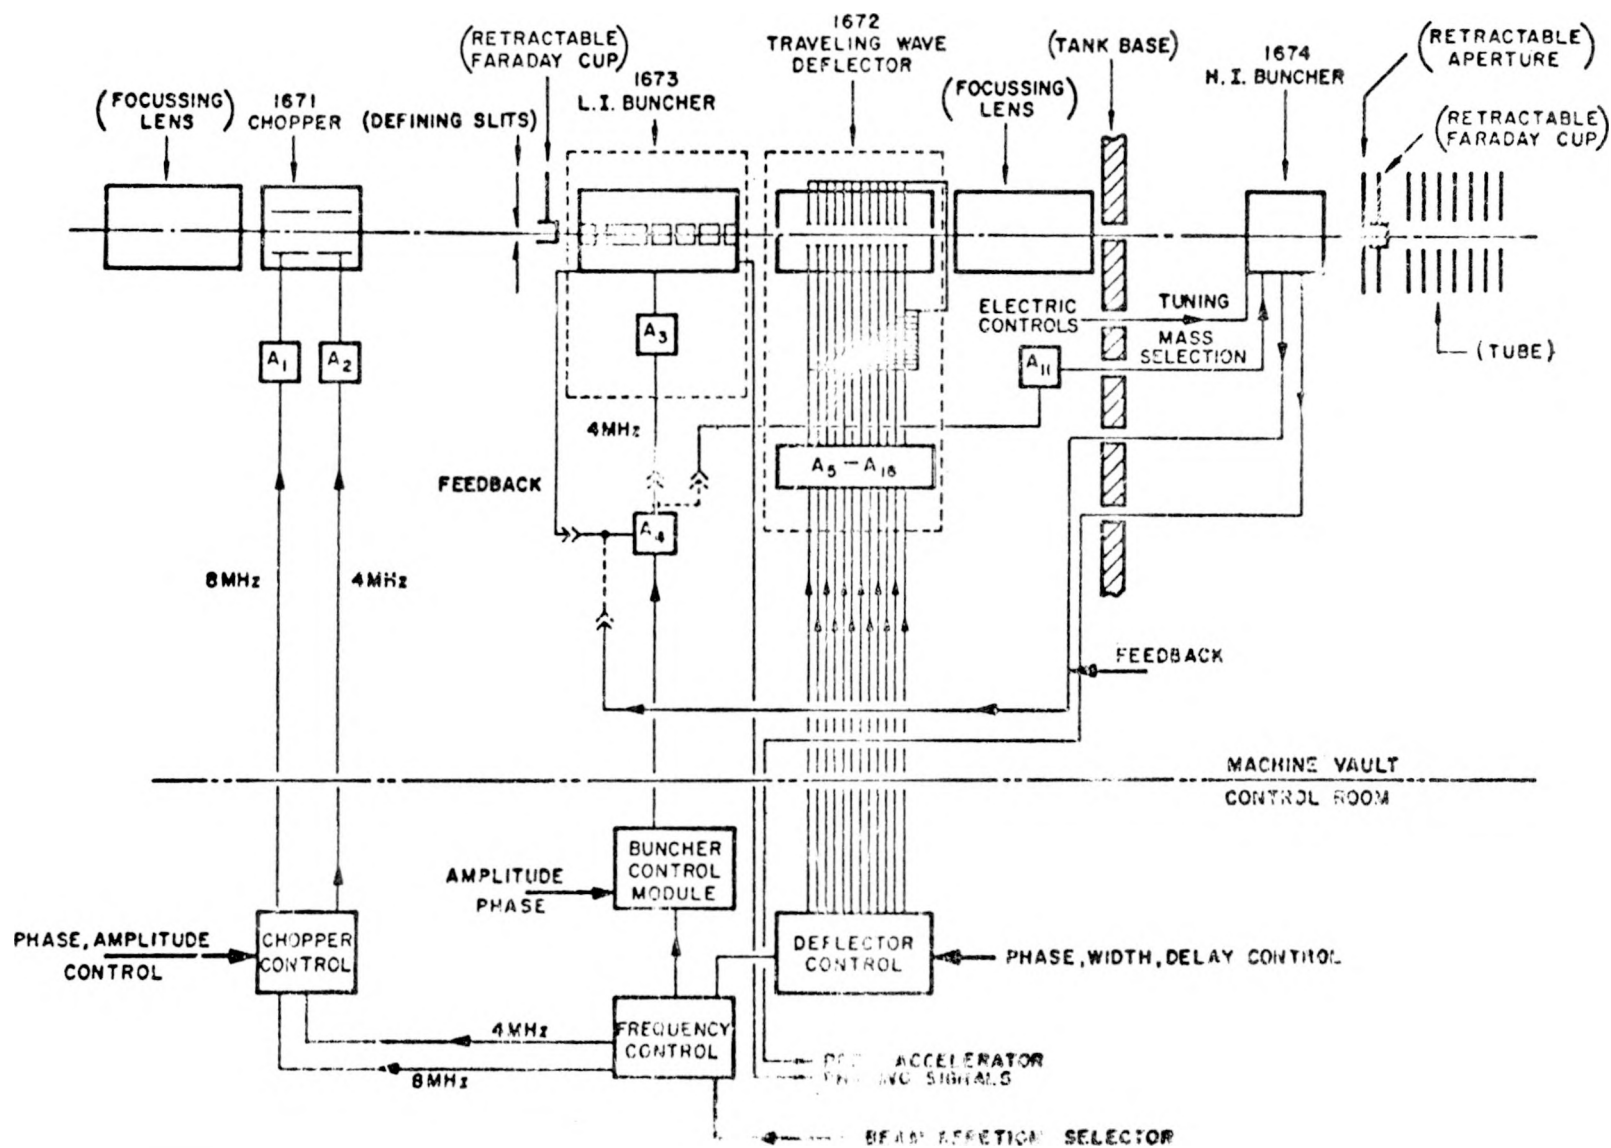 1672
TRAVELING WAVE
DEFLECTOR
(RETRACTABLE)
FARADAY CUP
(TANK BASE)
1674
H. I. BUNCHER
(RETRACTABLE)
APERTURE
1673
L.I. BUNCHER
(FOCUSSING)
LENS
1671
CHOPPER
(DEFINING SLITS)
(FOCUSSING)
LENS
(RETRACTABLE)
FARADAY CUP
ELECTRIC
CONTROLS
TUNING
MASS
SELECTION
(TUBE)
A1
A2
A3
A11
4MHz
A5 - A18
FEEDBACK
A4
8MHz
4MHz
FEEDBACK
MACHINE VAULT
CONTROL ROOM
BUNCHER
CONTROL
MODULE
AMPLITUDE
PHASE
PHASE, AMPLITUDE
CONTROL
CHOPPER
CONTROL
DEFLECTOR
CONTROL
PHASE, WIDTH, DELAY CONTROL
4MHz
8MHz
FREQUENCY
CONTROL
ACCELERATOR
SIGNALS
BEAM SELECTOR